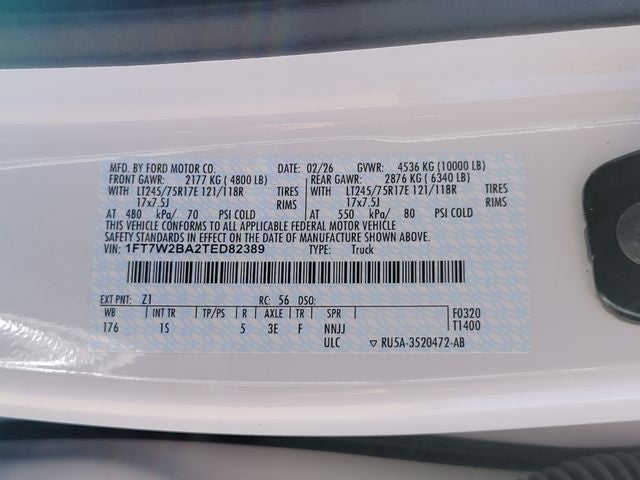 MFD. BY FORD MOTOR CO. DATE: 02/26 GVWR: 4536 KG (10000 LB)
FRONT GAWR: 2177 KG ( 4800 LB) REAR GAWR: 2876 KG ( 6340 LB)
WITH LT245/75R17E 121/118R TIRES WITH LT245/75R17E 121/118R TIRES
17x7.5J RIMS 17x7.5J RIMS
AT 480 kPa/ 70 PSI COLD AT 550 kPa/ 80 PSI COLD
THIS VEHICLE CONFORMS TO ALL APPLICABLE FEDERAL MOTOR VEHICLE
SAFETY STANDARDS IN EFFECT ON THE DATE OF MANUFACTURE SHOWN ABOVE.
VIN: 1FT7W2BA2TED82389 TYPE: Truck
EXT PNT: Z1 RC: 56 DSO:
WB INT TR TP/PS R AXLE TR SPR F0320
176 1S 5 3E F NNJJ T1400
ULC ▽ RU5A-3520472-AB